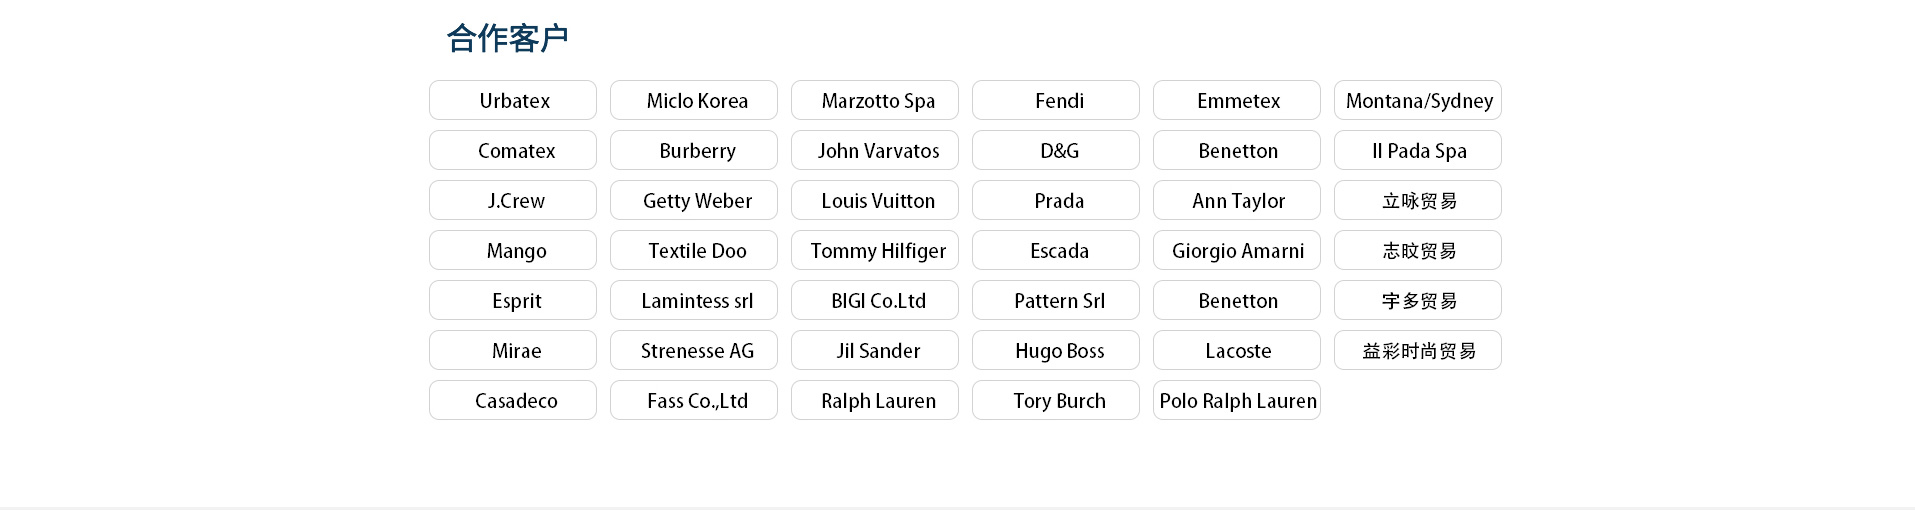 合作客户
Urbatex Miclo Korea Marzotto Spa Fendi Emmetex Montana/Sydney
Comatex Burberry John Varvatos D&G Benetton Il Pada Spa
J.Crew Getty Weber Louis Vuitton Prada Ann Taylor 立咏贸易
Mango Textile Doo Tommy Hilfiger Escada Giorgio Amarni 志旼贸易
Esprit Lamintess srl BIGI Co.Ltd Pattern Srl Benetton 宇多贸易
Mirae Strenesse AG Jil Sander Hugo Boss Lacoste 益彩时尚贸易
Casadeco Fass Co.,Ltd Ralph Lauren Tory Burch Polo Ralph Lauren